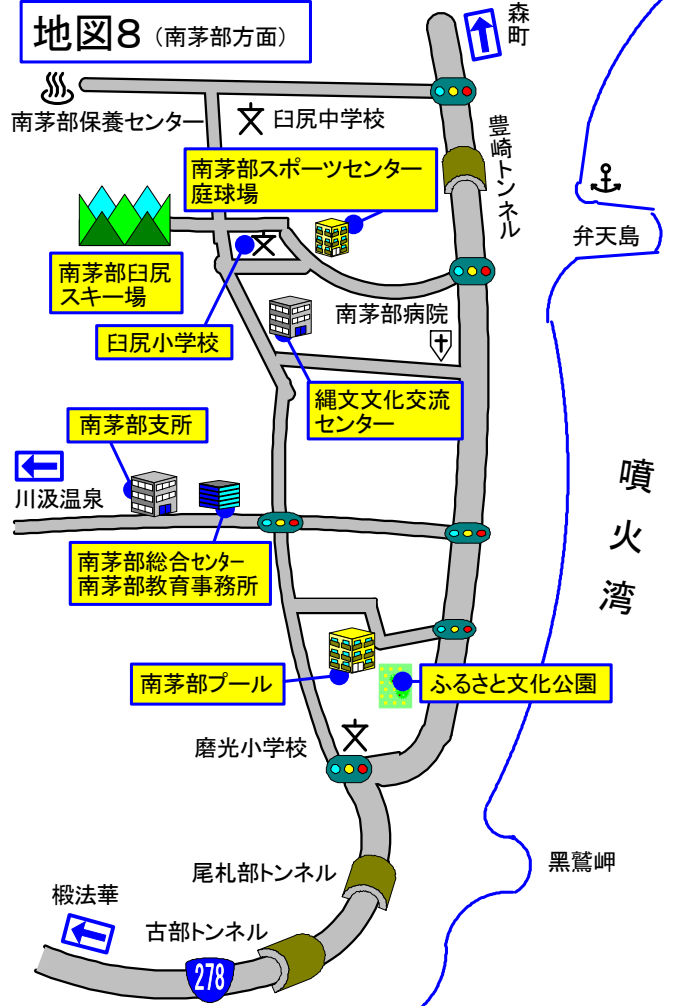 地図8 (南茅部方面)
森町
南茅部保養センター
臼尻中学校
豊崎トンネル
南茅部スポーツセンター
庭球場
弁天島
南茅部臼尻
スキー場
南茅部病院
臼尻小学校
縄文文化交流
センター
南茅部支所
川汲温泉
噴火湾
南茅部総合センター
南茅部教育事務所
南茅部プール
ふるさと文化公園
磨光小学校
黒鷲岬
尾札部トンネル
椴法華
古部トンネル
278